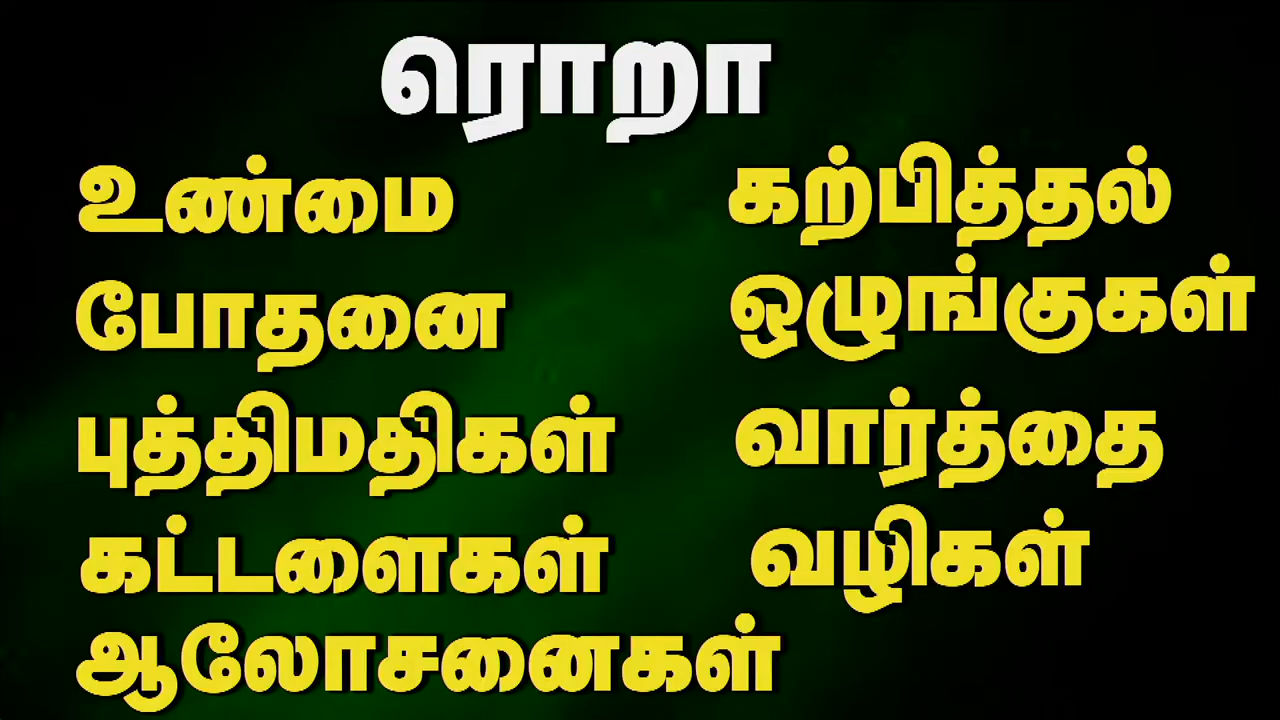 ரொறா
உண்மை
போதனை
புத்திமதிகள்
கட்டளைகள்
ஆலோசனைகள்
கற்பித்தல்
ஒழுங்குகள்
வார்த்தை
வழிகள்